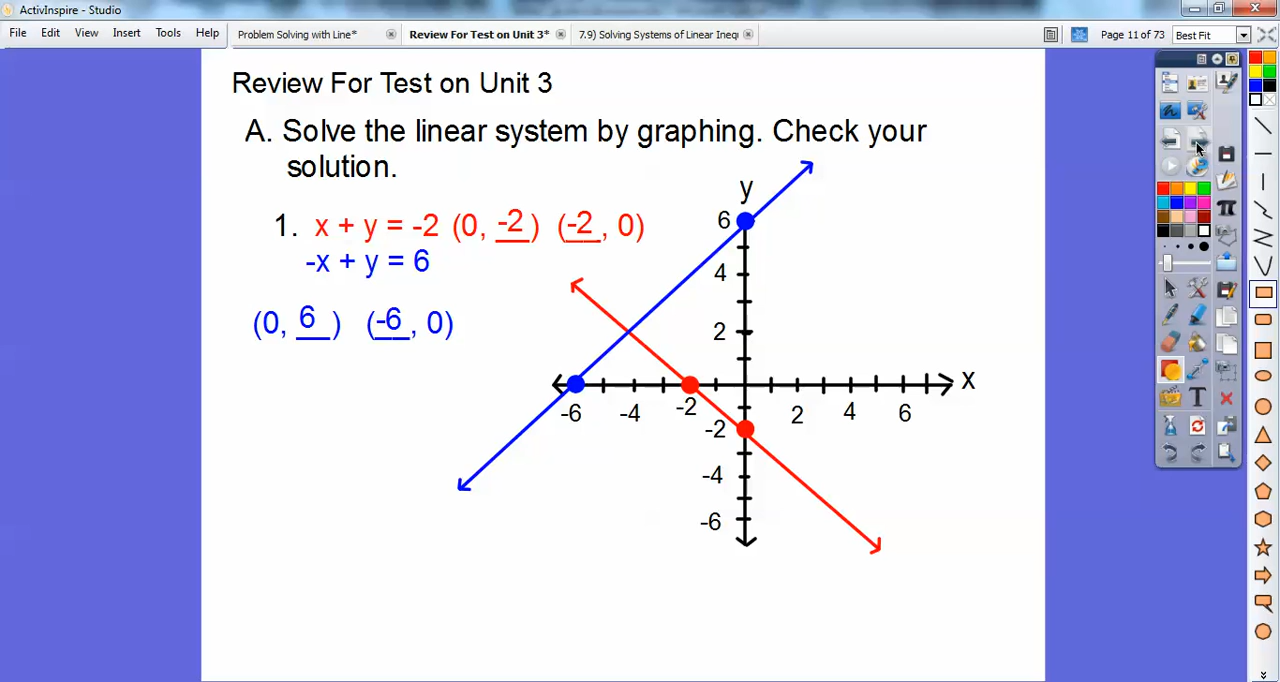 ActivInspire - Studio
File Edit View Insert Tools Help
Problem Solving with Line* Review For Test on Unit 3* 7.9) Solving Systems of Linear Inequ
Page 11 of 73 Best Fit
Review For Test on Unit 3
A. Solve the linear system by graphing. Check your
solution.
1. x + y = -2 (0, -2) (-2, 0)
-x + y = 6
(0, 6) (-6, 0)
y
6
4
2
x
-6 -4 -2 2 4 6
-2
-4
-6
T
π